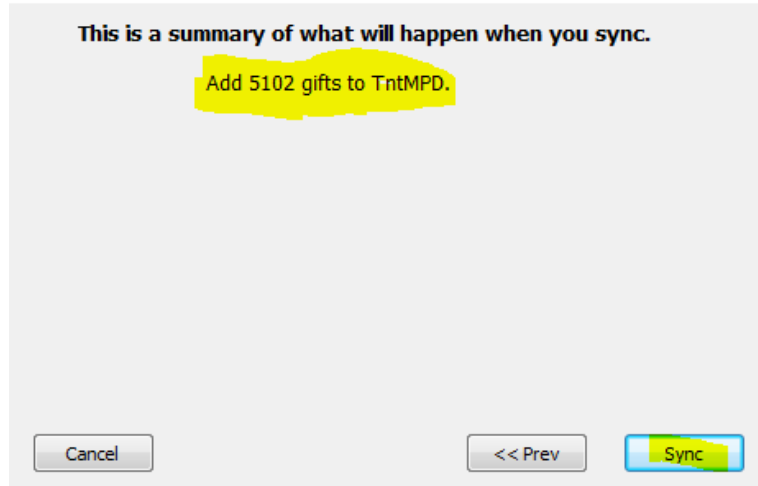 This is a summary of what will happen when you sync.
Add 5102 gifts to TntMPD.
Cancel
<< Prev
Sync